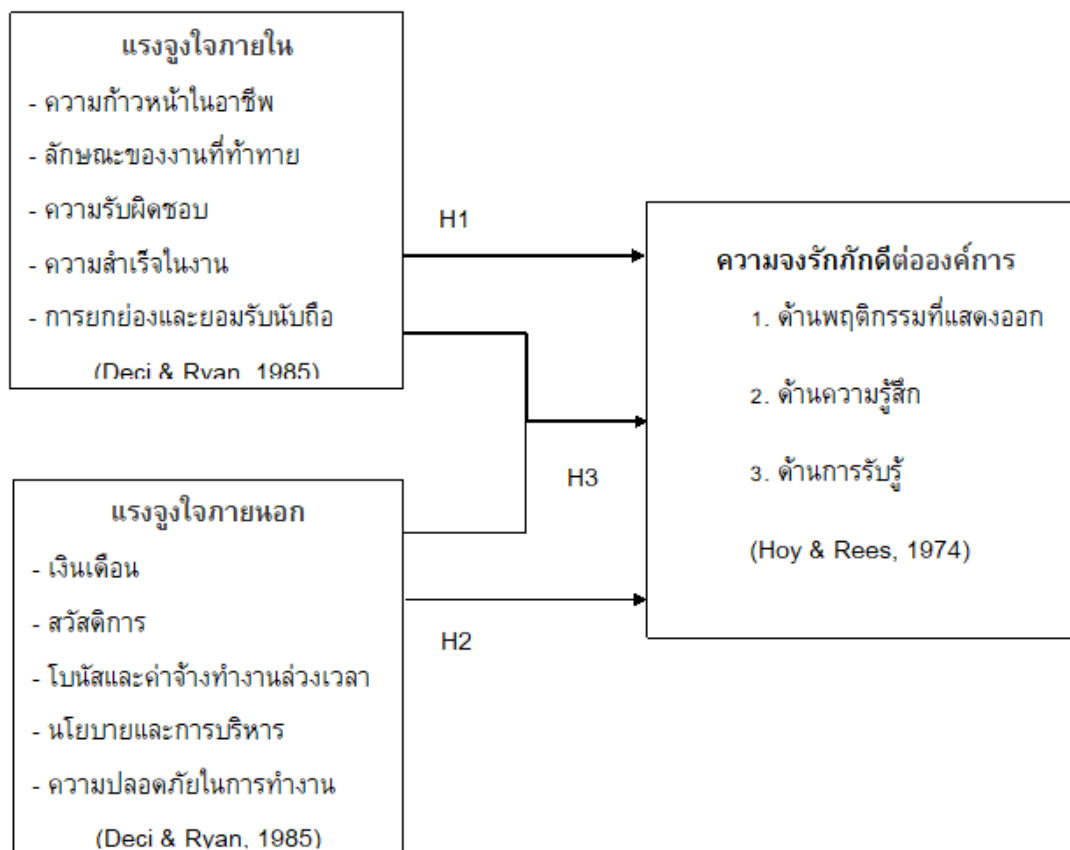 แรงจูงใจภายใน
- ความก้าวหน้าในอาชีพ
- ลักษณะของงานที่ท้าทาย
- ความรับผิดชอบ
- ความสำเร็จในงาน
- การยกย่องและยอมรับนับถือ
(Deci & Ryan, 1985)
H1
ความจงรักภักดีต่อองค์การ
1. ด้านพฤติกรรมที่แสดงออก
2. ด้านความรู้สึก
3. ด้านการรับรู้
(Hoy & Rees, 1974)
H3
แรงจูงใจภายนอก
- เงินเดือน
- สวัสดิการ
- โบนัสและค่าจ้างทำงานล่วงเวลา
- นโยบายและการบริหาร
- ความปลอดภัยในการทำงาน
(Deci & Ryan, 1985)
H2